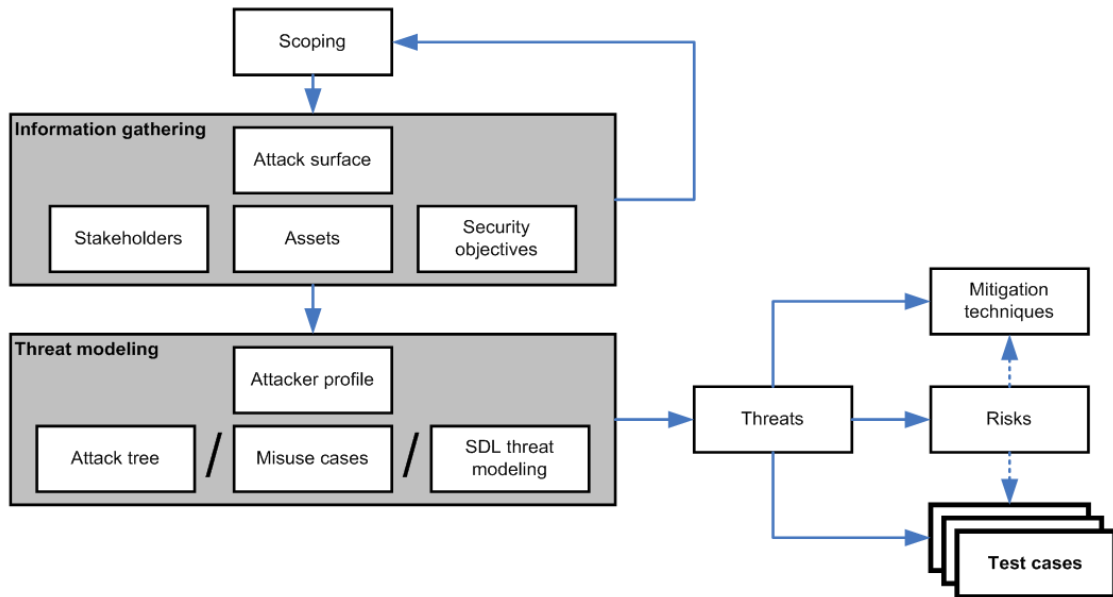 Scoping
Information gathering
Attack surface
Stakeholders
Assets
Security
objectives
Threat modeling
Attacker profile
Attack tree
/
Misuse cases
/
SDL threat
modeling
Threats
Mitigation
techniques
Risks
Test cases